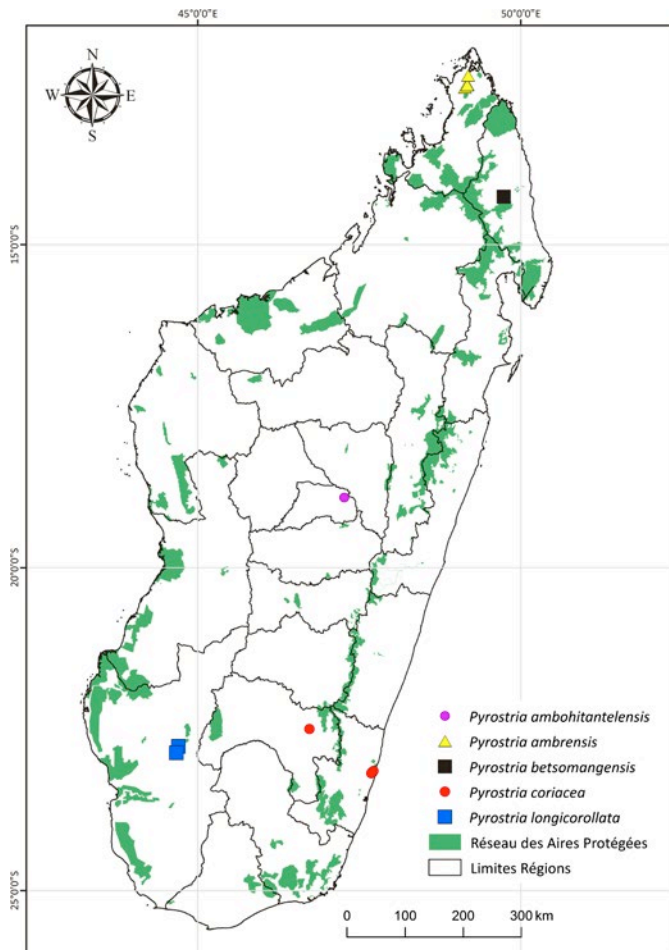 45°0'0"E 50°0'0"E
N
W E
S
15°0'0"S
20°0'0"S
25°0'0"S
Pyrostria ambohitantelensis
Pyrostria ambrensis
Pyrostria betsomangensis
Pyrostria coriacea
Pyrostria longicorollata
Réseau des Aires Protégées
Limites Régions
0 100 200 300 km